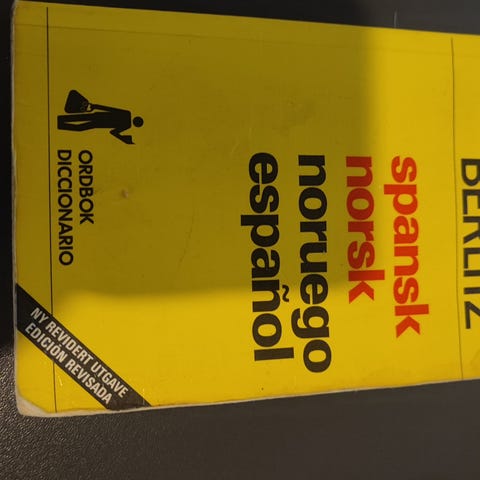 BERLITZ
spansk
norsk
noruego
español
ORDBOK
DICCIONARIO
NY REVIDERT UTGAVE
EDICIÓN REVISADA